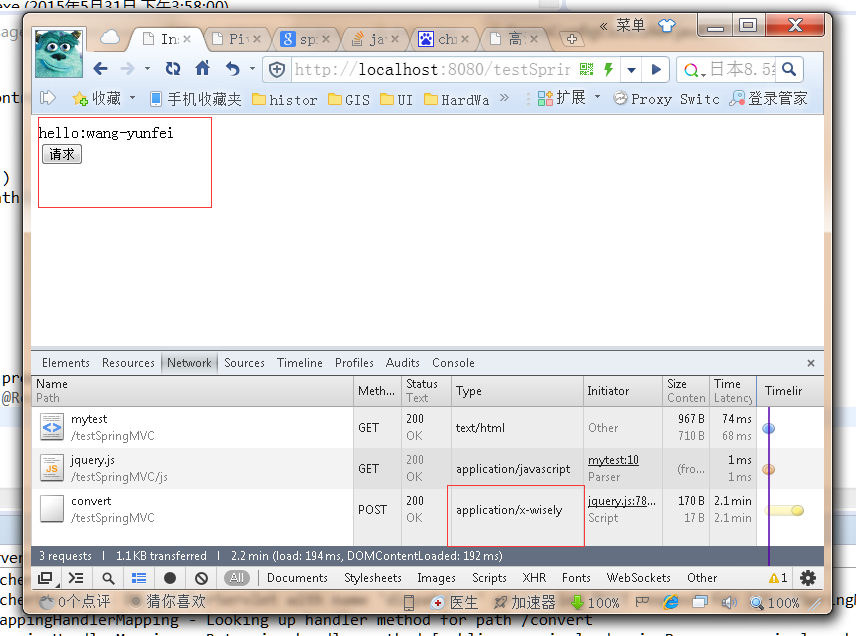 exe (2015年5月31日 下午3:58:00)
« 菜单
Ins
Piv
sp
ja
ch
高
http://localhost:8080/testSprir
日本8.5
收藏
手机收藏夹
histor
GIS
UI
HardWa
»
扩展
Proxy Switc
登录管家
hello:wang-yunfei
请求
Elements Resources Network Sources Timeline Profiles Audits Console ×
Name Meth... Status Type Initiator Size Time Timelir
Path Text Conten Latency
mytest GET 200 text/html Other 967 B 74 ms
/testSpringMVC OK 710 B 68 ms
jquery.js GET 200 application/javascript mytest:10 (fro... 1 ms
/testSpringMVC/js OK Parser 1 ms
convert POST 200 application/x-wisely jquery.js:78... 170 B 2.1 min
/testSpringMVC OK Script 17 B 2.1 min
3 requests | 1.1 KB transferred | 2.2 min (load: 194 ms, DOMContentLoaded: 192 ms)
All Documents Stylesheets Images Scripts XHR Fonts WebSockets Other 1
0个点评 猜你喜欢 医生 加速器 100% 100%
appingHandlerMapping - Looking up handler method for path /convert